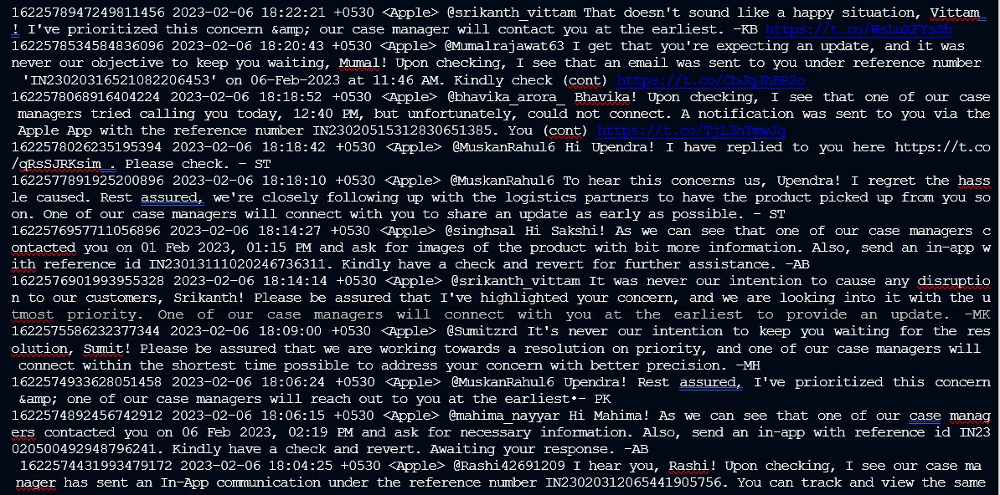 1622578947249811456 2023-02-06 18:22:21 +0530 <Apple> @srikanth_vittam That doesn't sound like a happy situation, Vittam
! I've prioritized this concern &amp; our case manager will contact you at the earliest. -KB https://t.co/WsLuXFYsSb
1622578534584836096 2023-02-06 18:20:43 +0530 <Apple> @Mumalrajawat63 I get that you're expecting an update, and it was
never our objective to keep you waiting, Mumal! Upon checking, I see that an email was sent to you under reference number
'IN23020316521082206453' on 06-Feb-2023 at 11:46 AM. Kindly check (cont) https://t.co/CbJqJhBR2o
1622578068916404224 2023-02-06 18:18:52 +0530 <Apple> @bhavika_arora_ Bhavika! Upon checking, I see that one of our case
managers tried calling you today, 12:40 PM, but unfortunately, could not connect. A notification was sent to you via the
Apple App with the reference number IN23020515312830651385. You (cont) https://t.co/TjL3hTmwJq
1622578026235195394 2023-02-06 18:18:42 +0530 <Apple> @MuskanRahul6 Hi Upendra! I have replied to you here https://t.co
/qRsSJRKsim . Please check. - ST
1622577891925200896 2023-02-06 18:18:10 +0530 <Apple> @MuskanRahul6 To hear this concerns us, Upendra! I regret the hass
le caused. Rest assured, we're closely following up with the logistics partners to have the product picked up from you so
on. One of our case managers will connect with you to share an update as early as possible. - ST
1622576957711056896 2023-02-06 18:14:27 +0530 <Apple> @singhsal Hi Sakshi! As we can see that one of our case managers c
ontacted you on 01 Feb 2023, 01:15 PM and ask for images of the product with bit more information. Also, send an in-app w
ith reference id IN23013111020246736311. Kindly have a check and revert for further assistance. -AB
1622576901993955328 2023-02-06 18:14:14 +0530 <Apple> @srikanth_vittam It was never our intention to cause any disruptio
n to our customers, Srikanth! Please be assured that I've highlighted your concern, and we are looking into it with the u
tmost priority. One of our case managers will connect with you at the earliest to provide an update. -MK
1622575586232377344 2023-02-06 18:09:00 +0530 <Apple> @Sumitzrd It's never our intention to keep you waiting for the res
olution, Sumit! Please be assured that we are working towards a resolution on priority, and one of our case managers will
connect within the shortest time possible to address your concern with better precision. -MH
1622574933628051458 2023-02-06 18:06:24 +0530 <Apple> @MuskanRahul6 Upendra! Rest assured, I've prioritized this concern
&amp; one of our case managers will reach out to you at the earliest•- PK
1622574892456742912 2023-02-06 18:06:15 +0530 <Apple> @mahima_nayyar Hi Mahima! As we can see that one of our case manag
ers contacted you on 06 Feb 2023, 02:19 PM and ask for necessary information. Also, send an in-app with reference id IN23
020500492948796241. Kindly have a check and revert. Awaiting your response. -AB
1622574431993479172 2023-02-06 18:04:25 +0530 <Apple> @Rashi42691209 I hear you, Rashi! Upon checking, I see our case ma
nager has sent an In-App communication under the reference number IN23020312065441905756. You can track and view the same